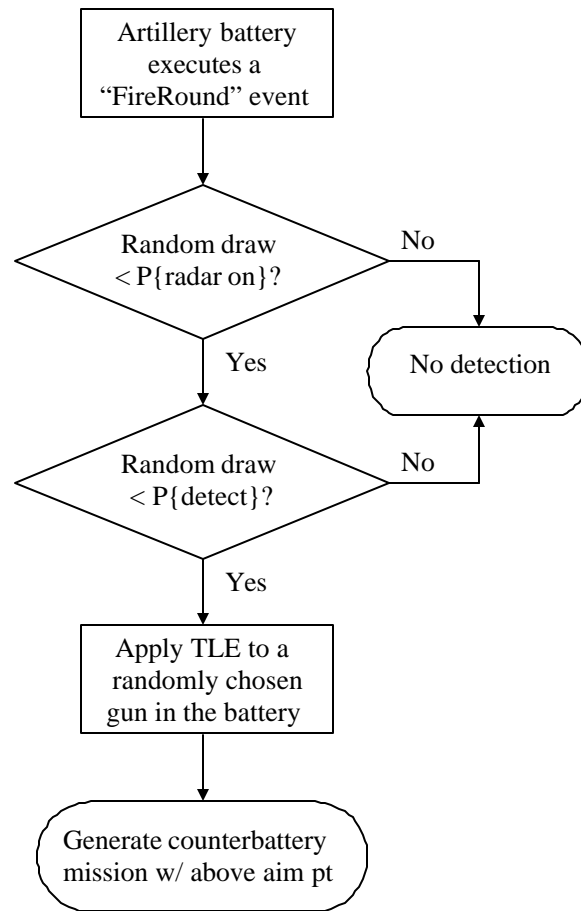 Artillery battery
executes a
“FireRound” event
Random draw
< P{radar on}?
No
Yes
No detection
Random draw
< P{detect}?
No
Yes
Apply TLE to a
randomly chosen
gun in the battery
Generate counterbattery
mission w/ above aim pt